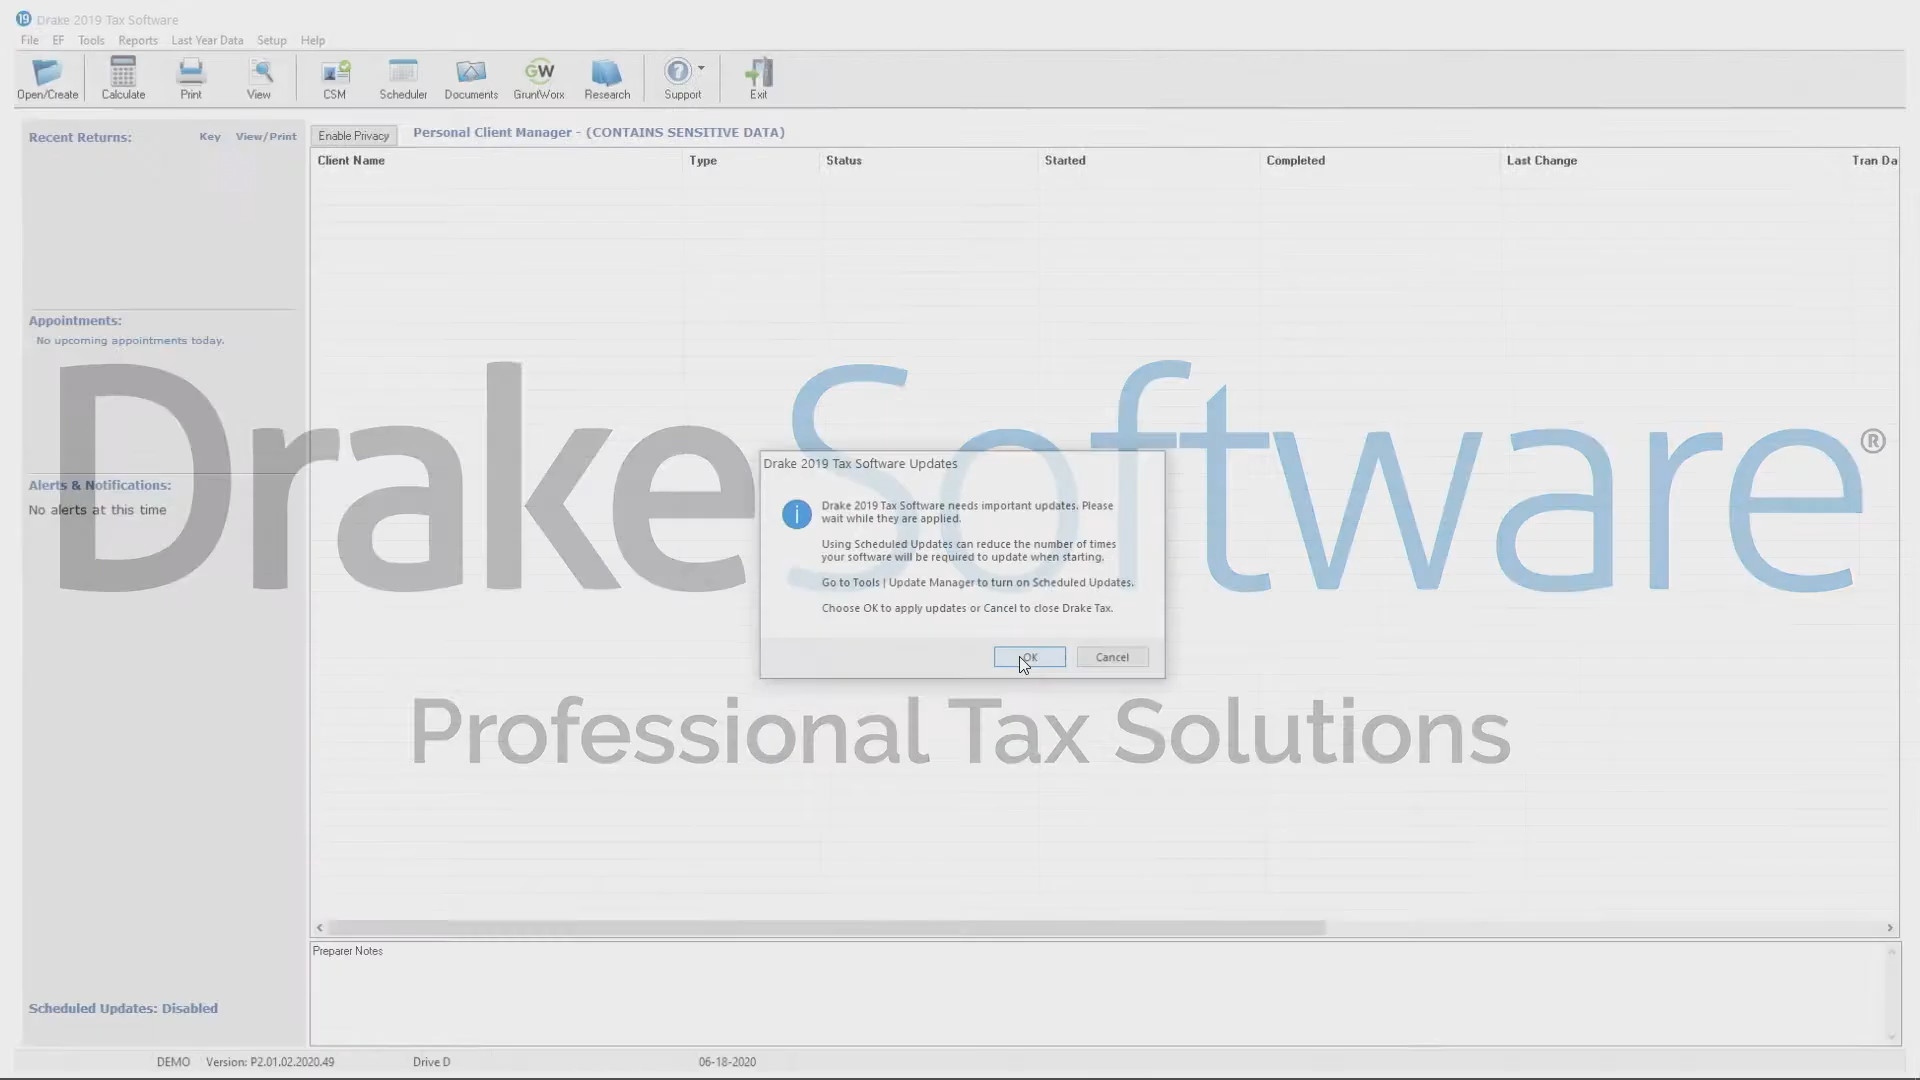 19 Drake 2019 Tax Software
File EF Tools Reports Last Year Data Setup Help
GW
Open/Create Calculate Print View CSM Scheduler Documents GruntWorx Research Support Exit
Recent Returns: Key View/Print
Enable Privacy Personal Client Manager - (CONTAINS SENSITIVE DATA)
Client Name Type Status Started Completed Last Change Tran Da
Appointments:
No upcoming appointments today.
DrakeSoftware®
Alerts & Notifications:
No alerts at this time
Drake 2019 Tax Software Updates
Drake 2019 Tax Software needs important updates. Please
wait while they are applied.
Using Scheduled Updates can reduce the number of times
your software will be required to update when starting.
Go to Tools | Update Manager to turn on Scheduled Updates.
Choose OK to apply updates or Cancel to close Drake Tax.
OK Cancel
Professional Tax Solutions
Preparer Notes
Scheduled Updates: Disabled
DEMO Version: P2.01.02.2020.49 Drive D 06-18-2020